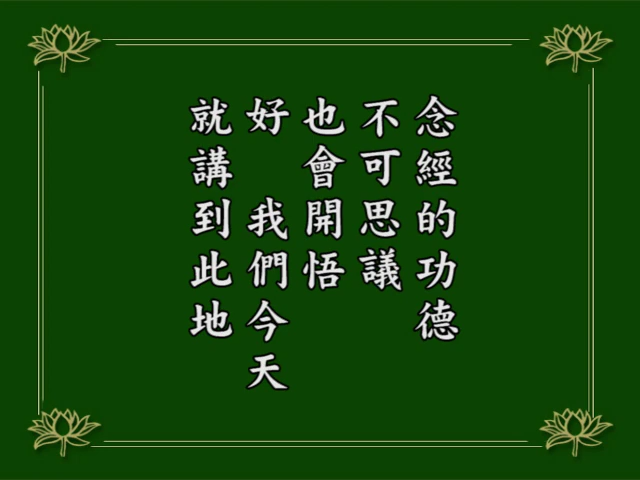 念經的功德
不可思議
也會開悟
好　我們今天
就講到此地